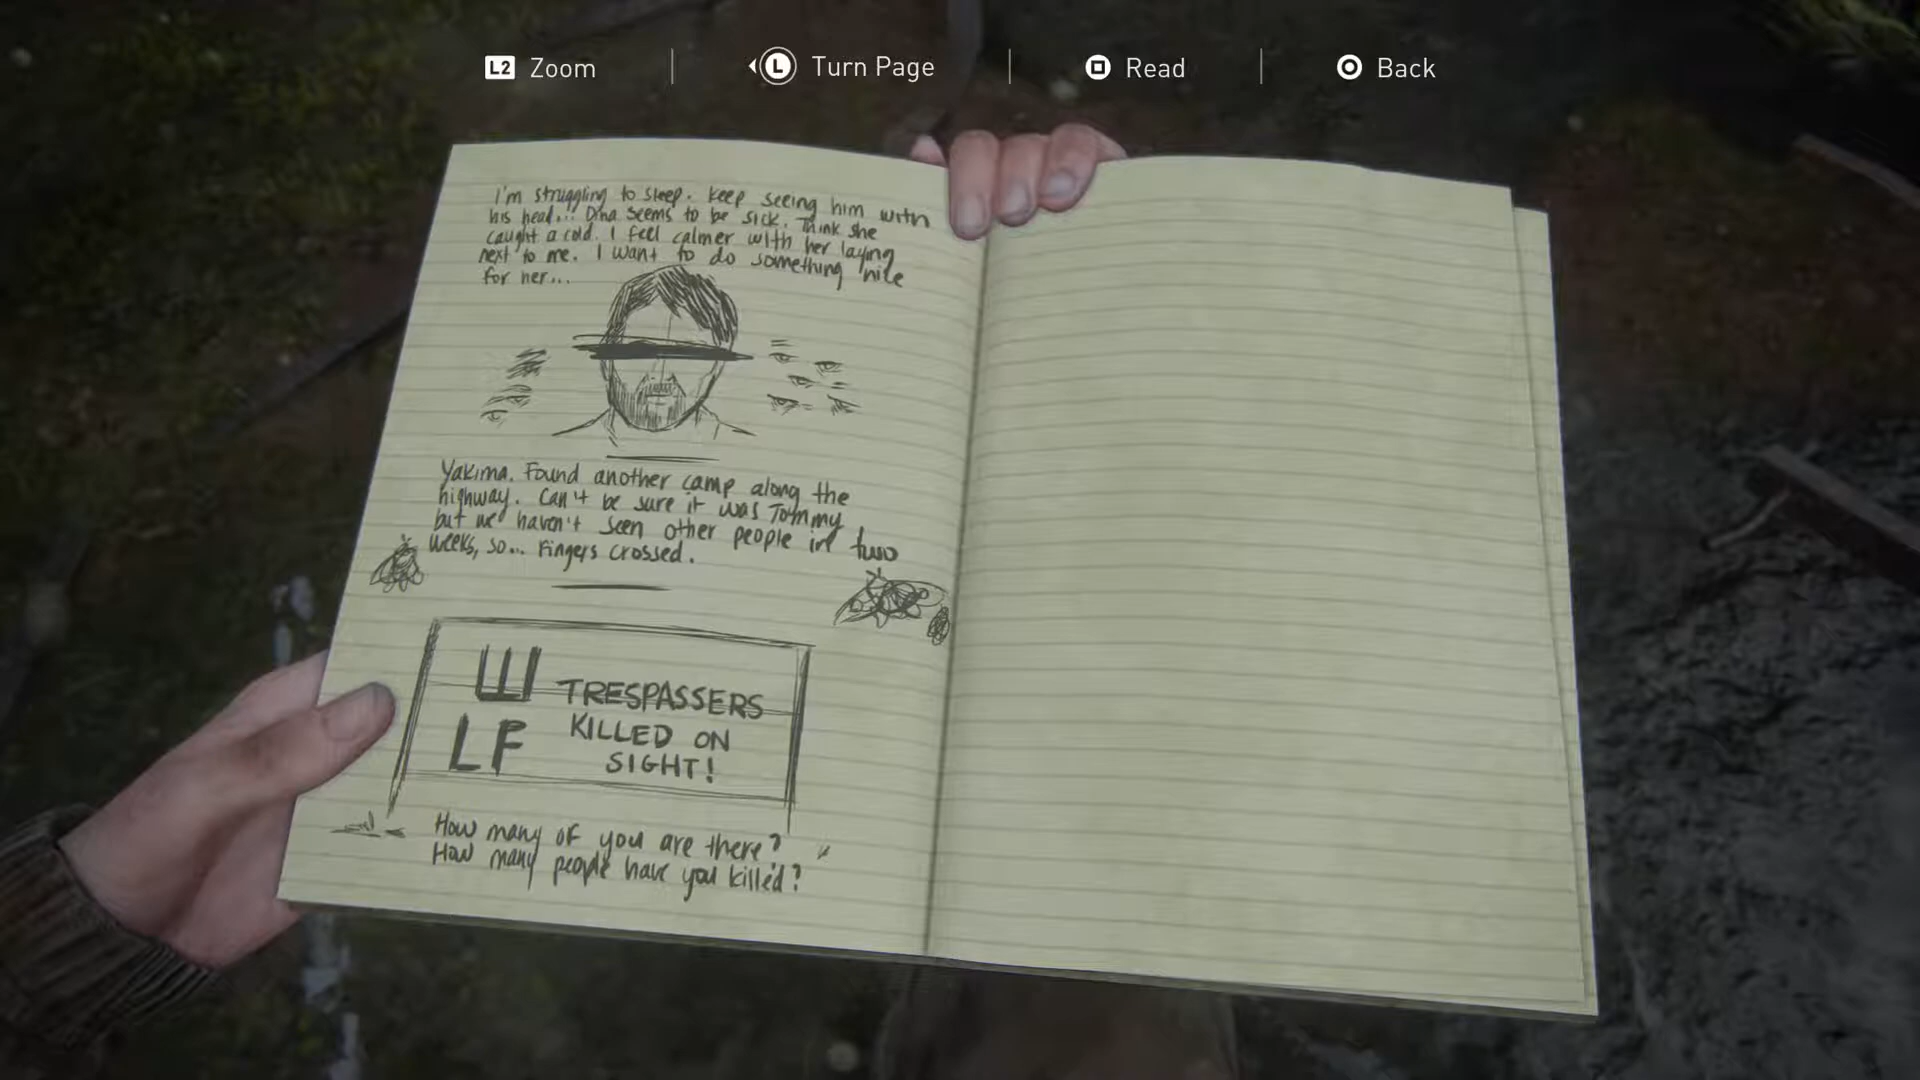 L2 Zoom
L Turn Page
Read
Back
I'm struggling to sleep. Keep seeing him with
his head... Dina seems to be sick. Think she
caught a cold. I feel calmer with her laying
next to me. I want to do something nice
for her...
Yakima. Found another camp along the
highway. Can't be sure it was Tommy
but we haven't seen other people in two
weeks, so... Fingers crossed.
W TRESPASSERS
LF KILLED ON
SIGHT!
How many of you are there?
How many people have you killed?